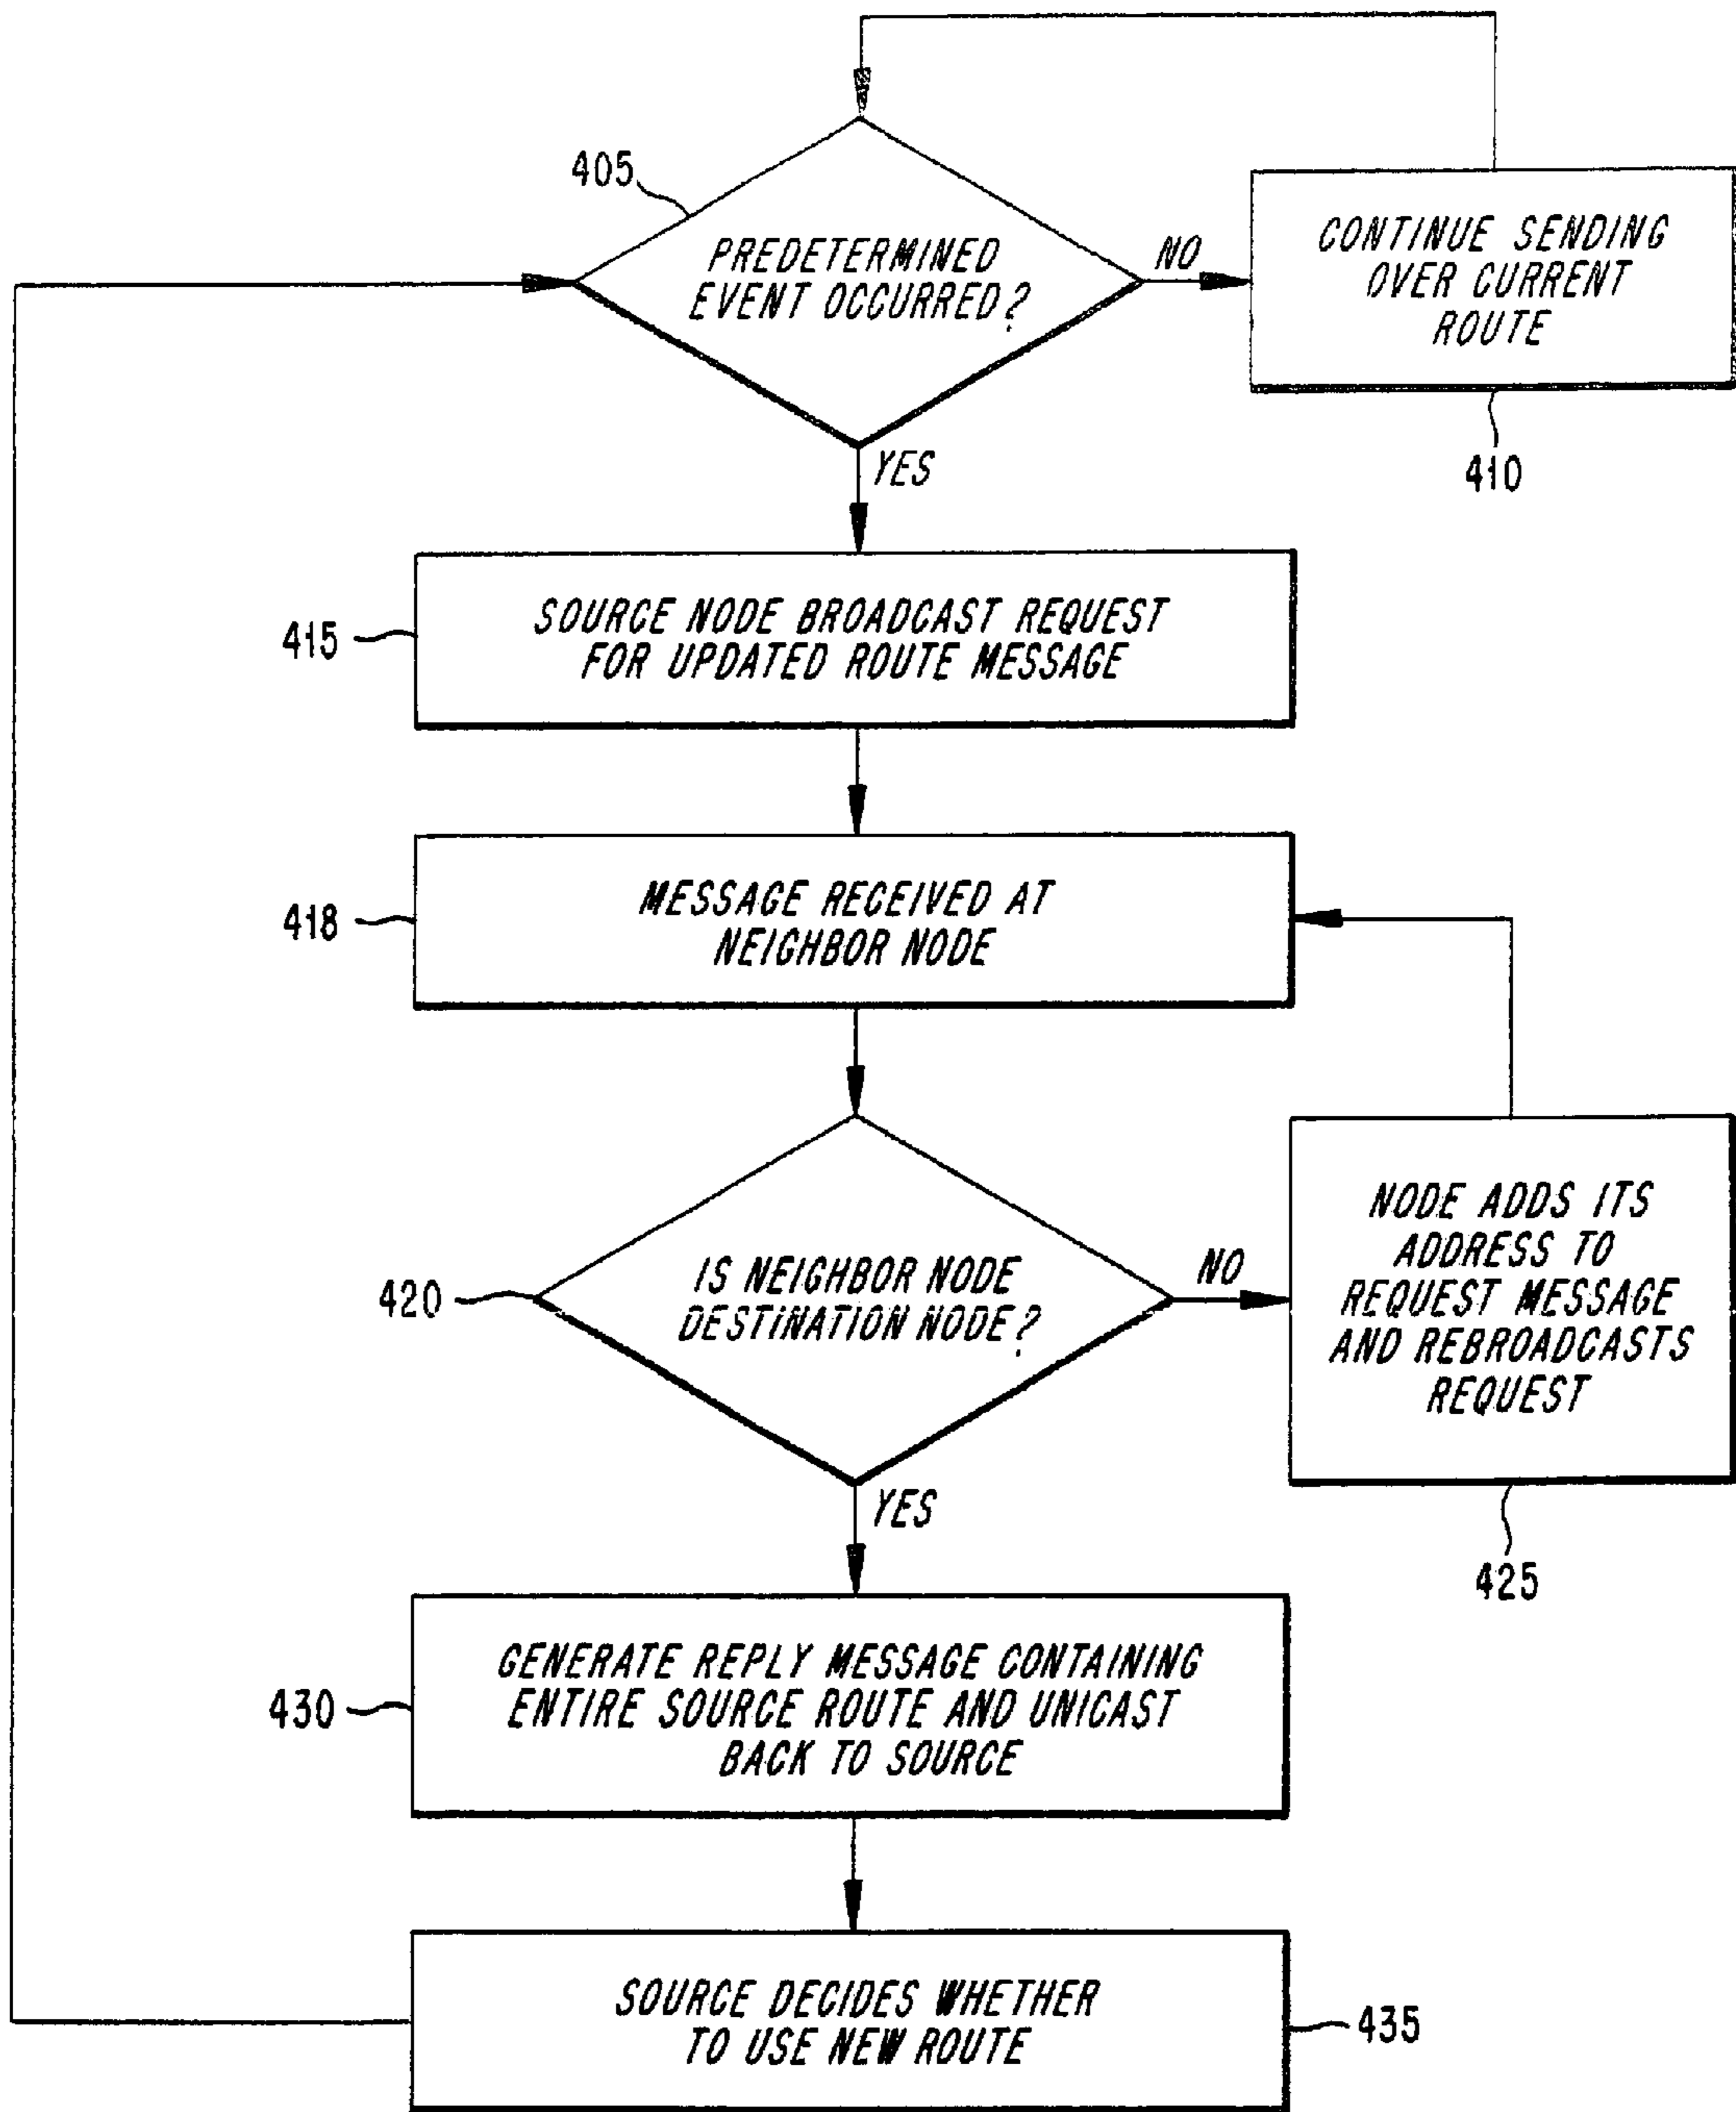 405
PREDETERMINED
EVENT OCCURRED?
NO
CONTINUE SENDING
OVER CURRENT
ROUTE
410
YES
415
SOURCE NODE BROADCAST REQUEST
FOR UPDATED ROUTE MESSAGE
418
MESSAGE RECEIVED AT
NEIGHBOR NODE
420
IS NEIGHBOR NODE
DESTINATION NODE?
NO
NODE ADDS ITS
ADDRESS TO
REQUEST MESSAGE
AND REBROADCASTS
REQUEST
425
YES
430
GENERATE REPLY MESSAGE CONTAINING
ENTIRE SOURCE ROUTE AND UNICAST
BACK TO SOURCE
SOURCE DECIDES WHETHER
TO USE NEW ROUTE
435